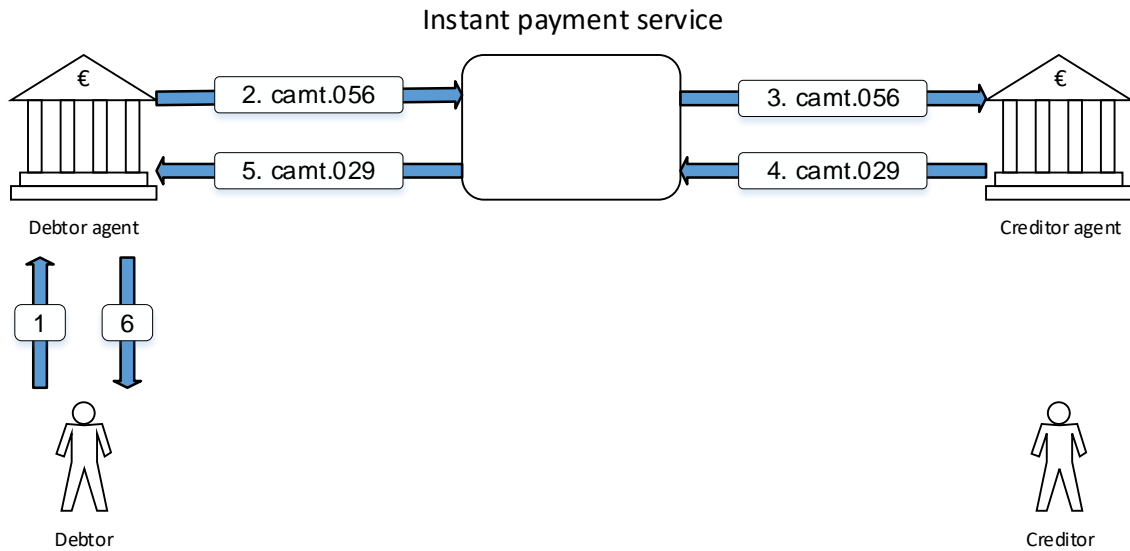 Instant payment service
€
2. camt.056
3. camt.056
€
5. camt.029
4. camt.029
Debtor agent
Creditor agent
1
6
Debtor
Creditor